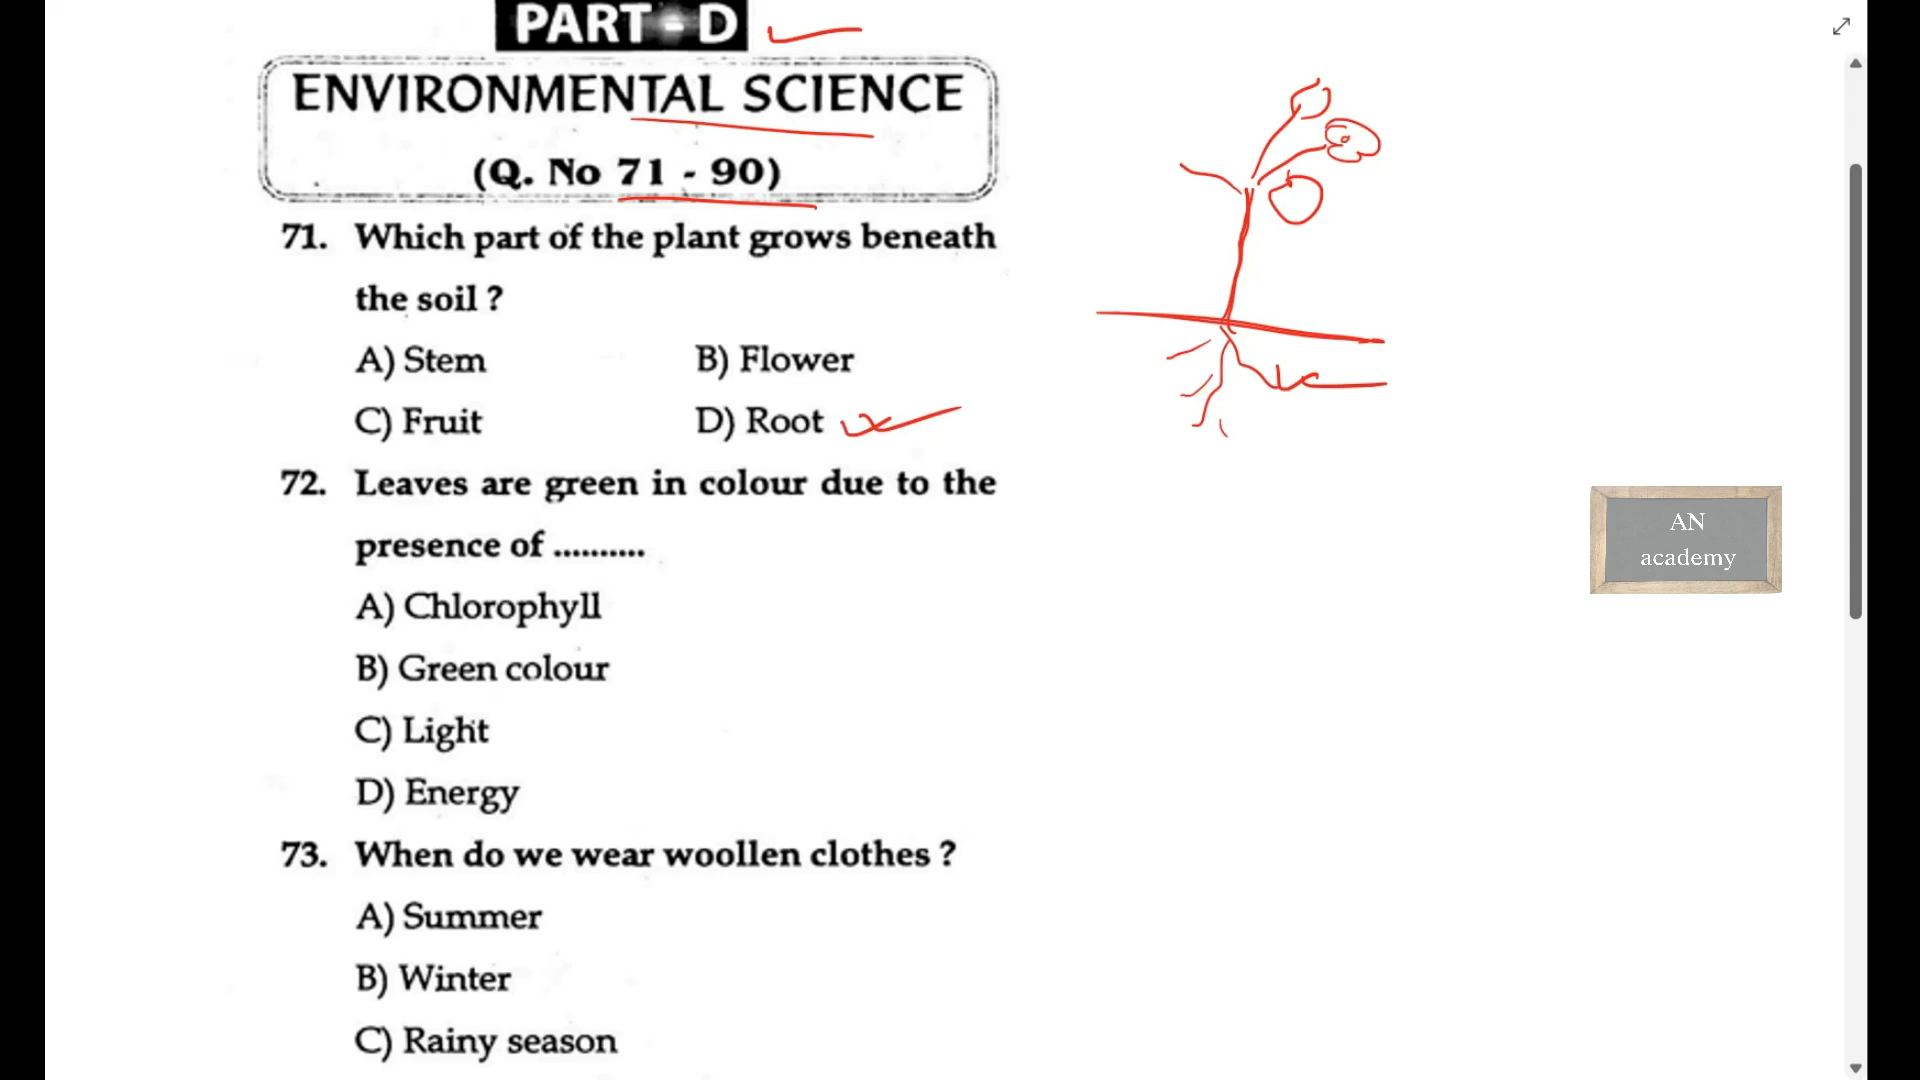 PART - D
ENVIRONMENTAL SCIENCE
(Q. No 71 - 90)
71. Which part of the plant grows beneath
the soil ?
A) Stem B) Flower
C) Fruit D) Root
72. Leaves are green in colour due to the
presence of ..........
A) Chlorophyll
B) Green colour
C) Light
D) Energy
73. When do we wear woollen clothes ?
A) Summer
B) Winter
C) Rainy season
AN
academy